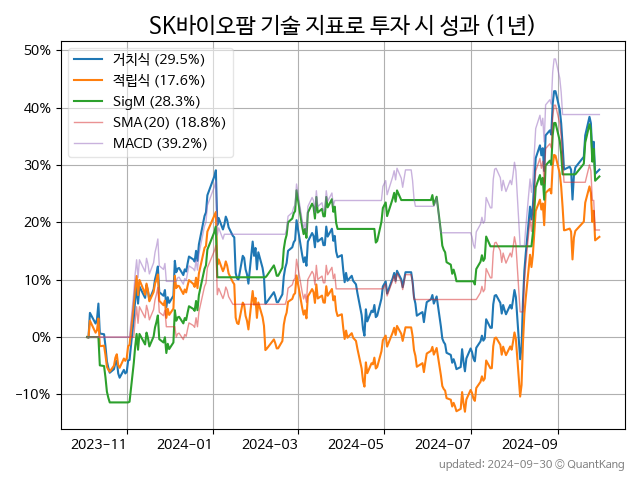 SK바이오팜 기술 지표로 투자 시 성과 (1년)
50%
40%
30%
20%
10%
0%
−10%
거치식 (29.5%)
적립식 (17.6%)
SigM (28.3%)
SMA(20) (18.8%)
MACD (39.2%)
2023-11
2024-01
2024-03
2024-05
2024-07
2024-09
updated: 2024-09-30 © QuantKang